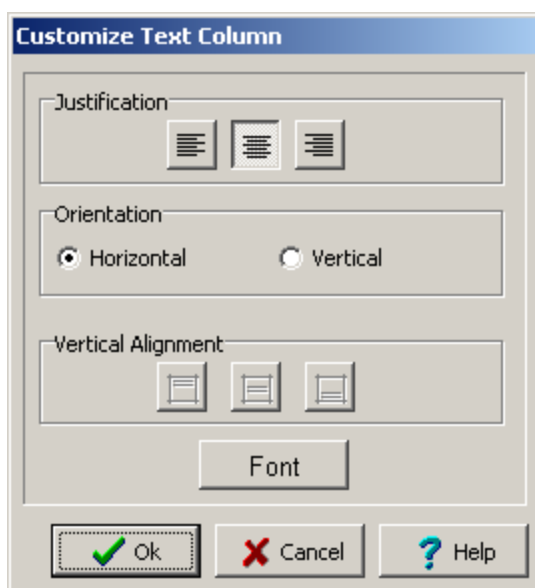 Customize Text Column
Justification
Orientation
Horizontal Vertical
Vertical Alignment
Font
Ok Cancel Help